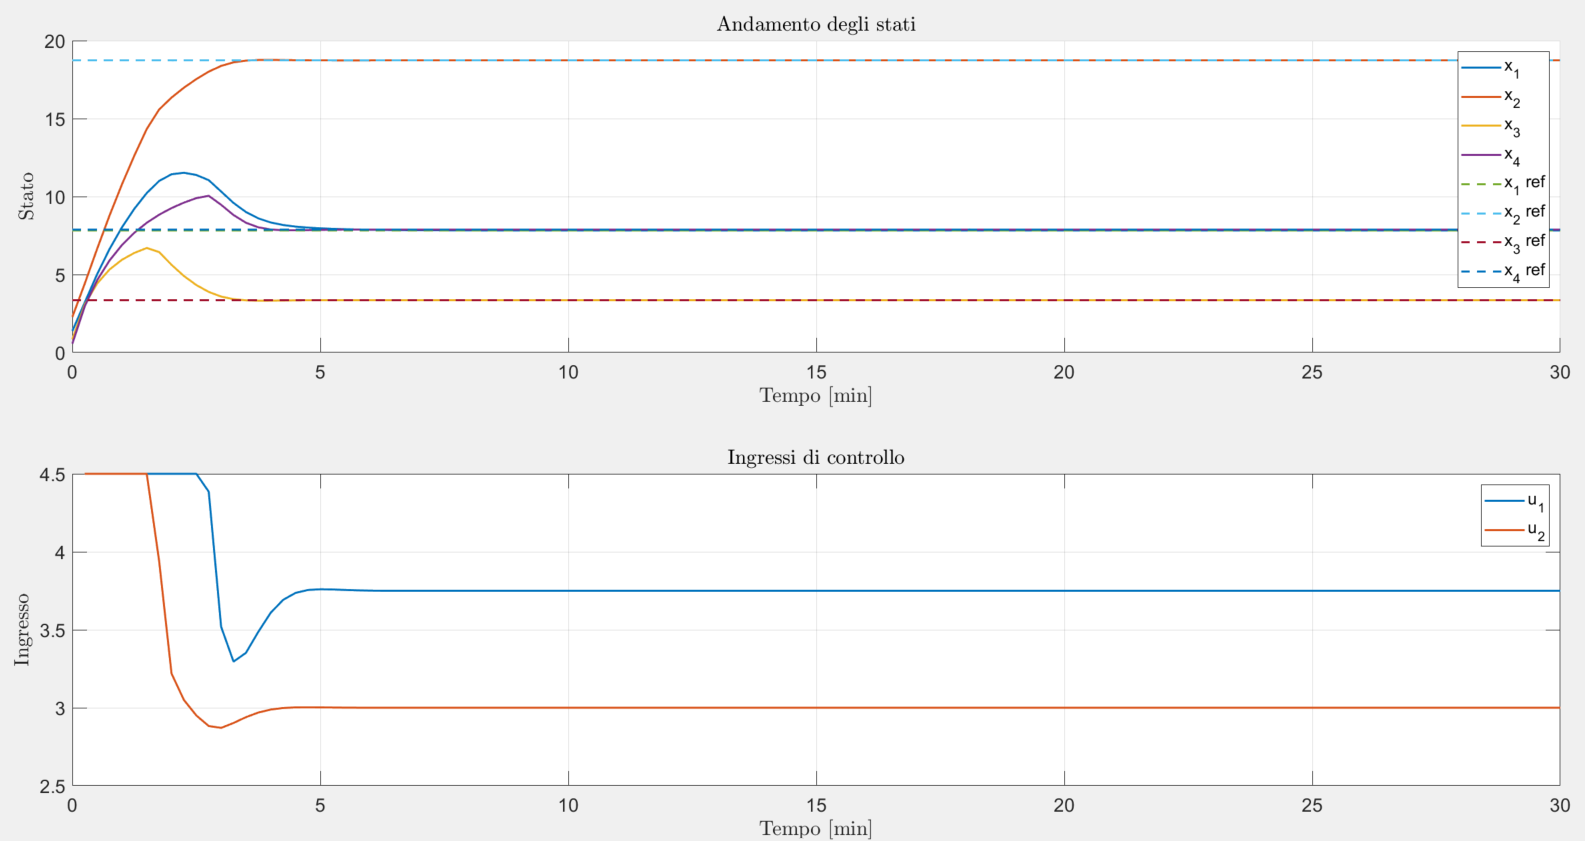 Andamento degli stati
20
15
10
5
0
Stato
0 5 10 15 20 25 30
Tempo [min]
x1
x2
x3
x4
x1 ref
x2 ref
x3 ref
x4 ref
Ingressi di controllo
4.5
4
3.5
3
2.5
Ingresso
0 5 10 15 20 25 30
Tempo [min]
u1
u2